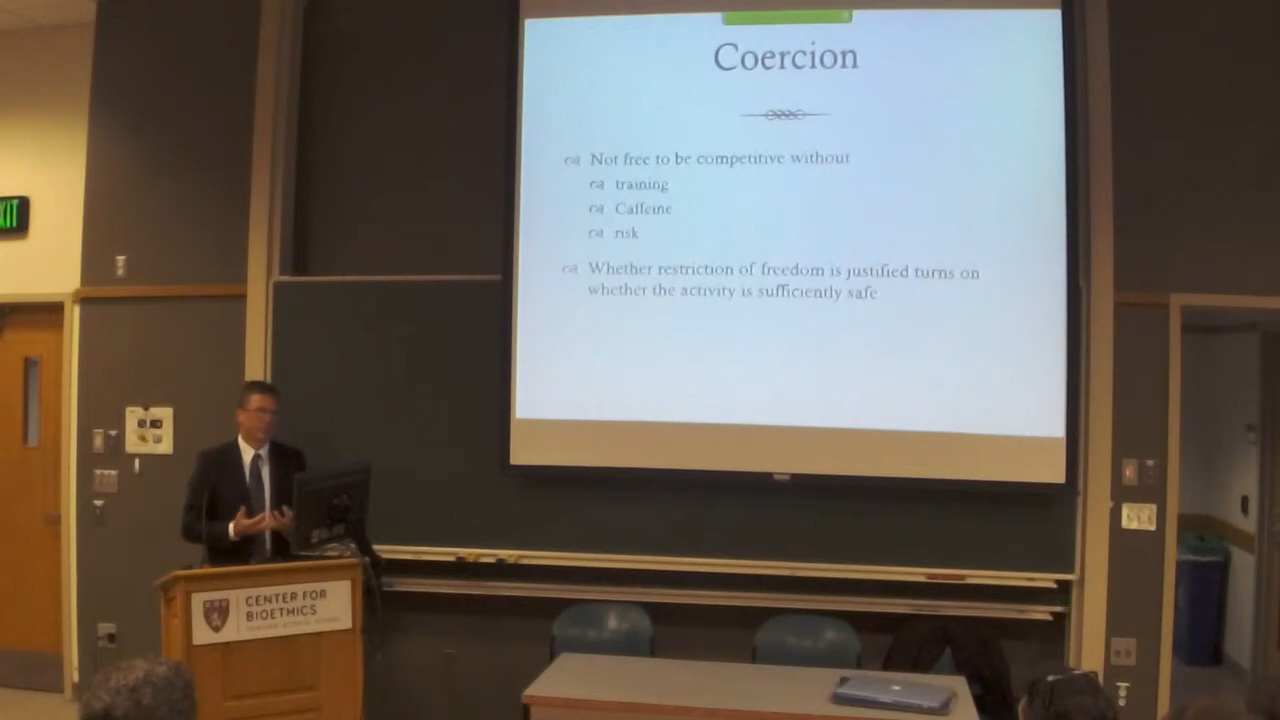 Coercion
Not free to be competitive without
training
Caffeine
risk
Whether restriction of freedom is justified turns on
whether the activity is sufficiently safe
XIT
CENTER FOR
BIOETHICS